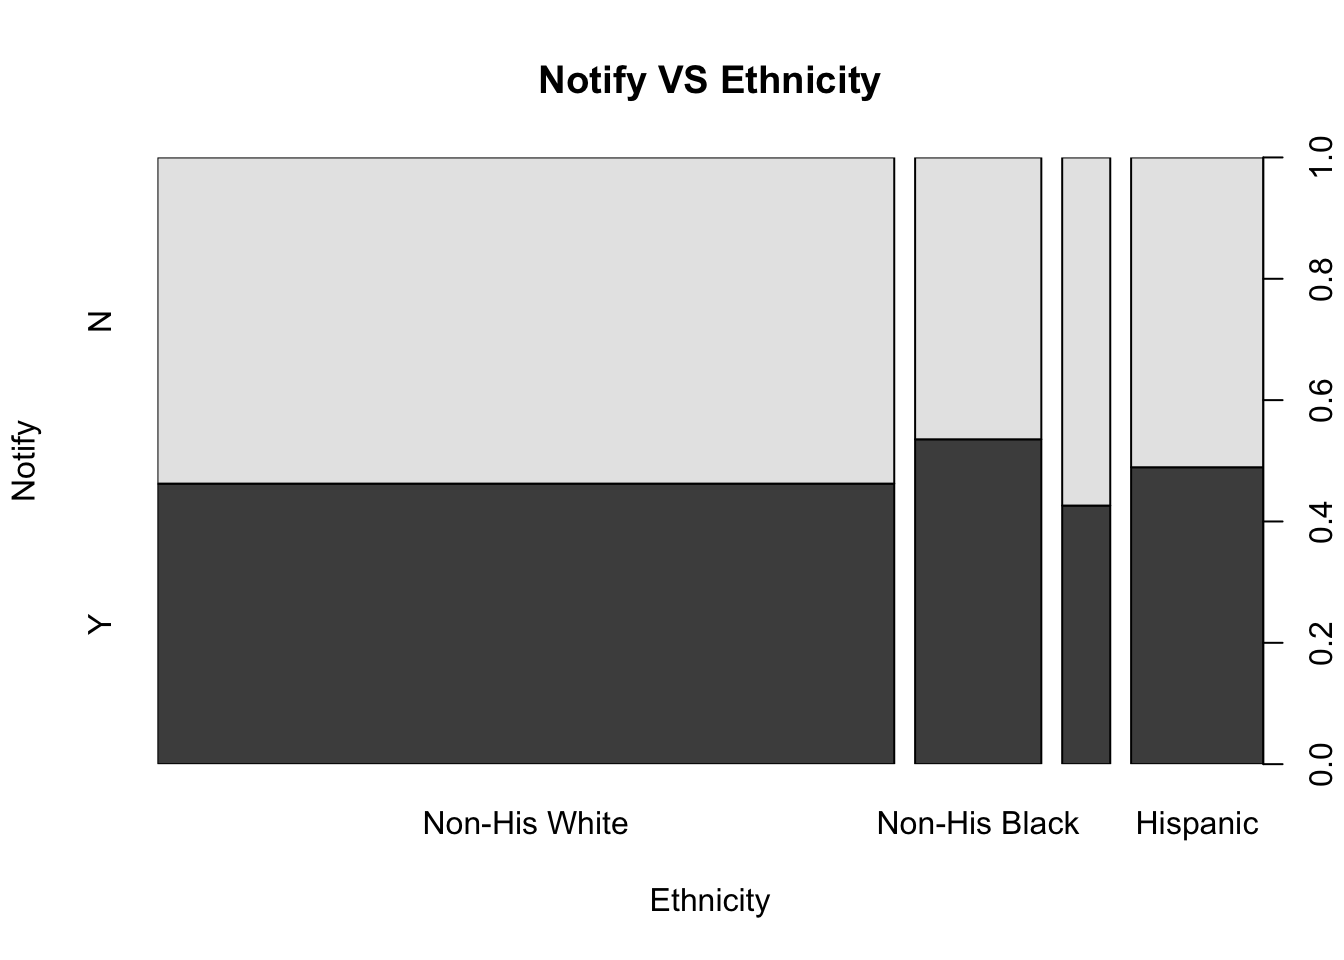 Notify VS Ethnicity
Notify
N
Y
1.0
0.8
0.6
0.4
0.2
0.0
Non-His White
Non-His Black
Hispanic
Ethnicity